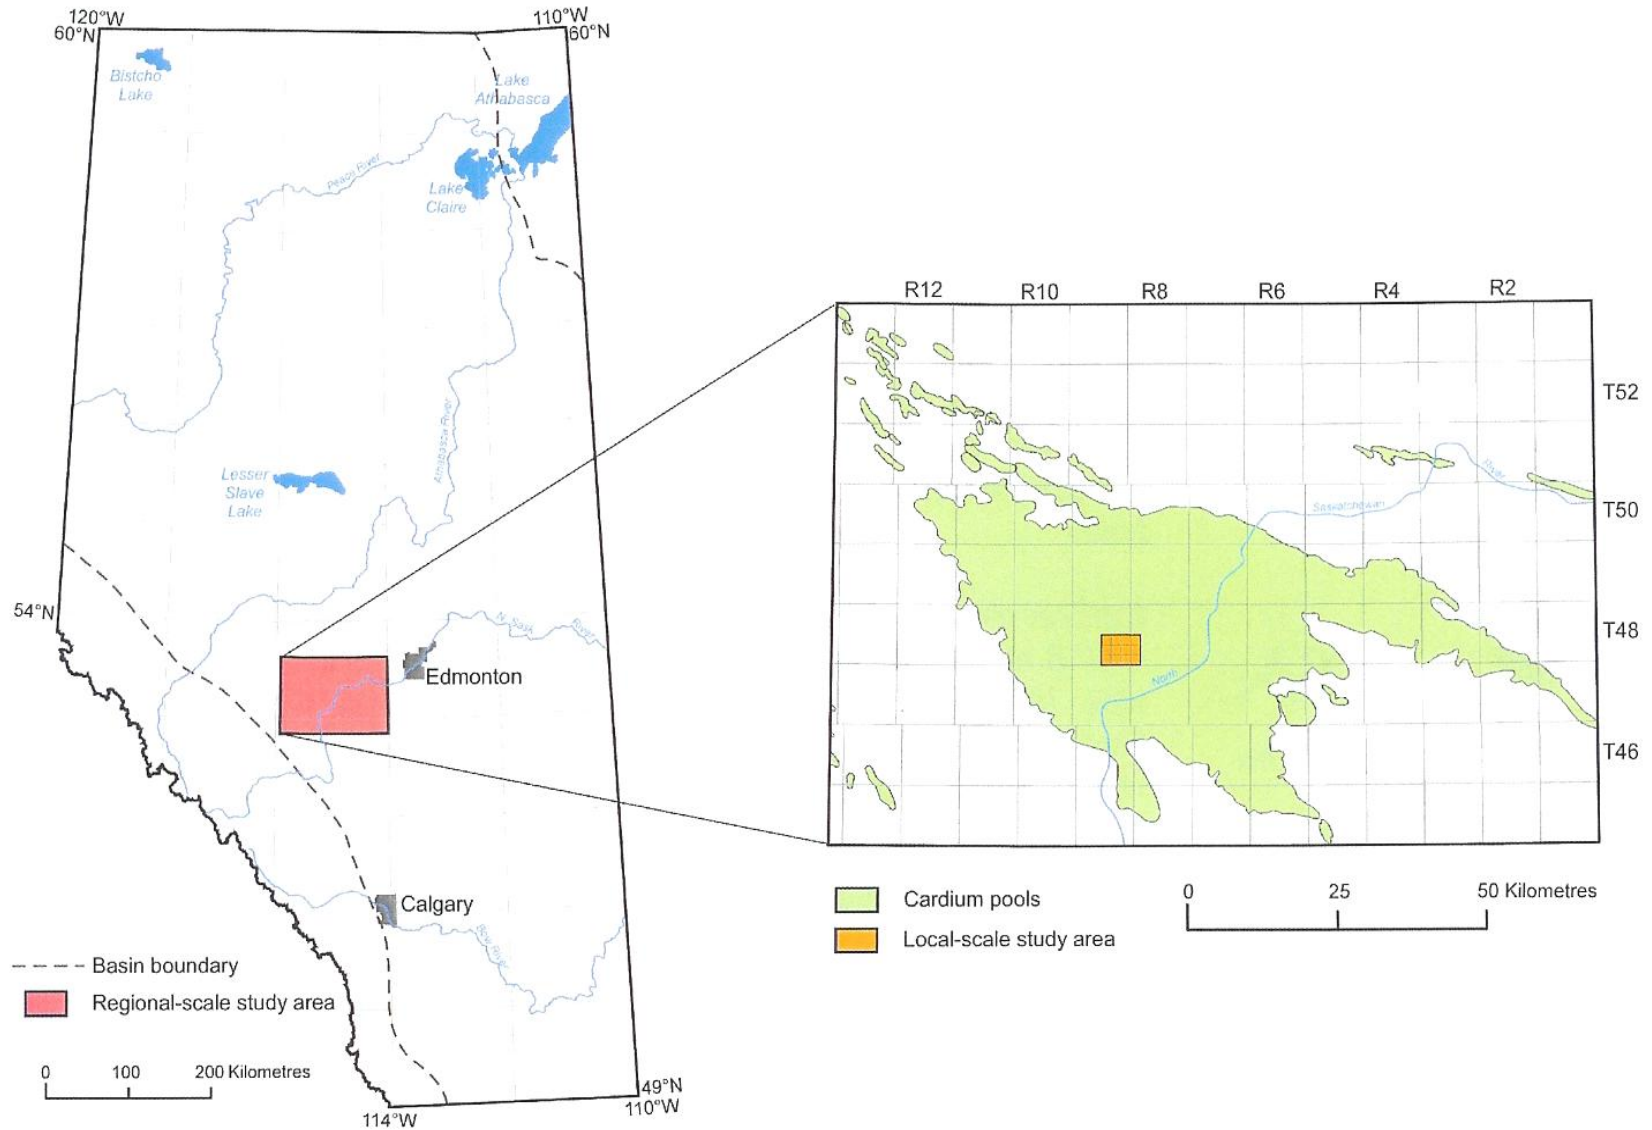 120°W
110°W
60°N
60°N
Bistcho
Lake
Lake
Athabasca
Peace River
Lake
Claire
R12
R10
R8
R6
R4
R2
T52
Athabasca River
River
Lesser
Slave
Lake
Saskatchewan
T50
54°N
N. Sask.
River
T48
Edmonton
North
T46
Cardium pools
0
25
50 Kilometres
Calgary
Local-scale study area
Bow River
Basin boundary
Regional-scale study area
0
100
200 Kilometres
49°N
110°W
114°W